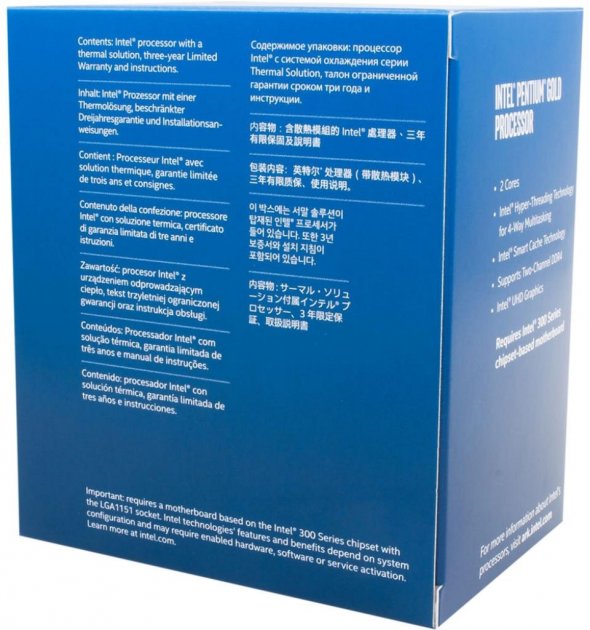 Contents: Intel® processor with a
thermal solution, three-year Limited
Warranty and instructions.
Inhalt: Intel® Prozessor mit einer
Thermolösung, beschränkter
Dreijahresgarantie und Installationsan-
weisungen.
Content : Processeur Intel® avec
solution thermique, garantie limitée
de trois ans et consignes.
Contenuto della confezione: processore
Intel® con soluzione termica, certificato
di garanzia limitata di tre anni e
istruzioni.
Zawartość: procesor Intel® z
urządzeniem odprowadzającym
ciepło, tekst trzyletniej ograniczonej
gwarancji oraz instrukcja obsługi.
Conteúdos: Processador Intel® com
solução térmica, garantia limitada de
três anos e manual de instruções.
Contenido: procesador Intel® con
solución térmica, garantía limitada de
tres años e instrucciones.
Содержимое упаковки: процессор
Intel® с системой охлаждения серии
Thermal Solution, талон ограниченной
гарантии сроком три года и
инструкции.
內容物：含散熱模組的 Intel® 處理器、三年
有限保固及說明書
包装内容：英特尔® 处理器（带散热模块）、
三年有限质保、使用说明。
이 박스에는 서말 솔루션이
탑재된 인텔® 프로세서가
들어 있습니다. 또한 3년
보증서와 설치 지침이
포함되어 있습니다.
内容物：サーマル・ソリュ
ーション付属インテル® プ
ロセッサー、3 年限定保
証、取扱説明書
Important: requires a motherboard based on the Intel® 300 Series chipset with
the LGA1151 socket. Intel technologies' features and benefits depend on system
configuration and may require enabled hardware, software or service activation.
Learn more at intel.com.
INTEL® PENTIUM® GOLD
PROCESSOR
• 2 Cores
• Intel® Hyper-Threading Technology
for 4-Way Multitasking
• Intel® Smart Cache Technology
• Supports Two-Channel DDR4
• Intel® UHD Graphics
Requires Intel® 300 Series
chipset-based motherboard
For more information about Intel's
processors, visit ark.intel.com